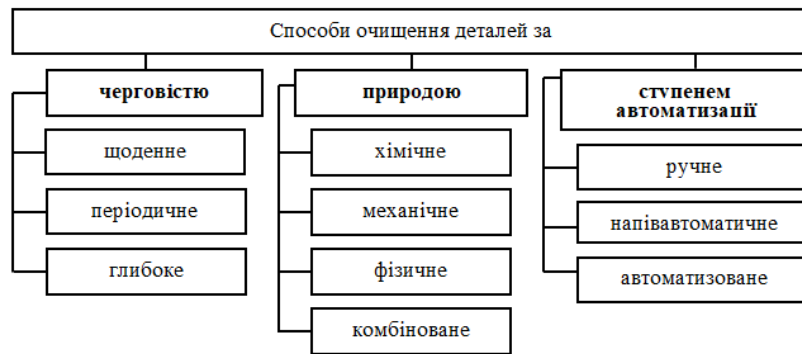 Способи очищення деталей за
черговістю
щоденне
періодичне
глибоке
природою
хімічне
механічне
фізичне
комбіноване
ступенем
автоматизації
ручне
напівавтоматичне
автоматизоване